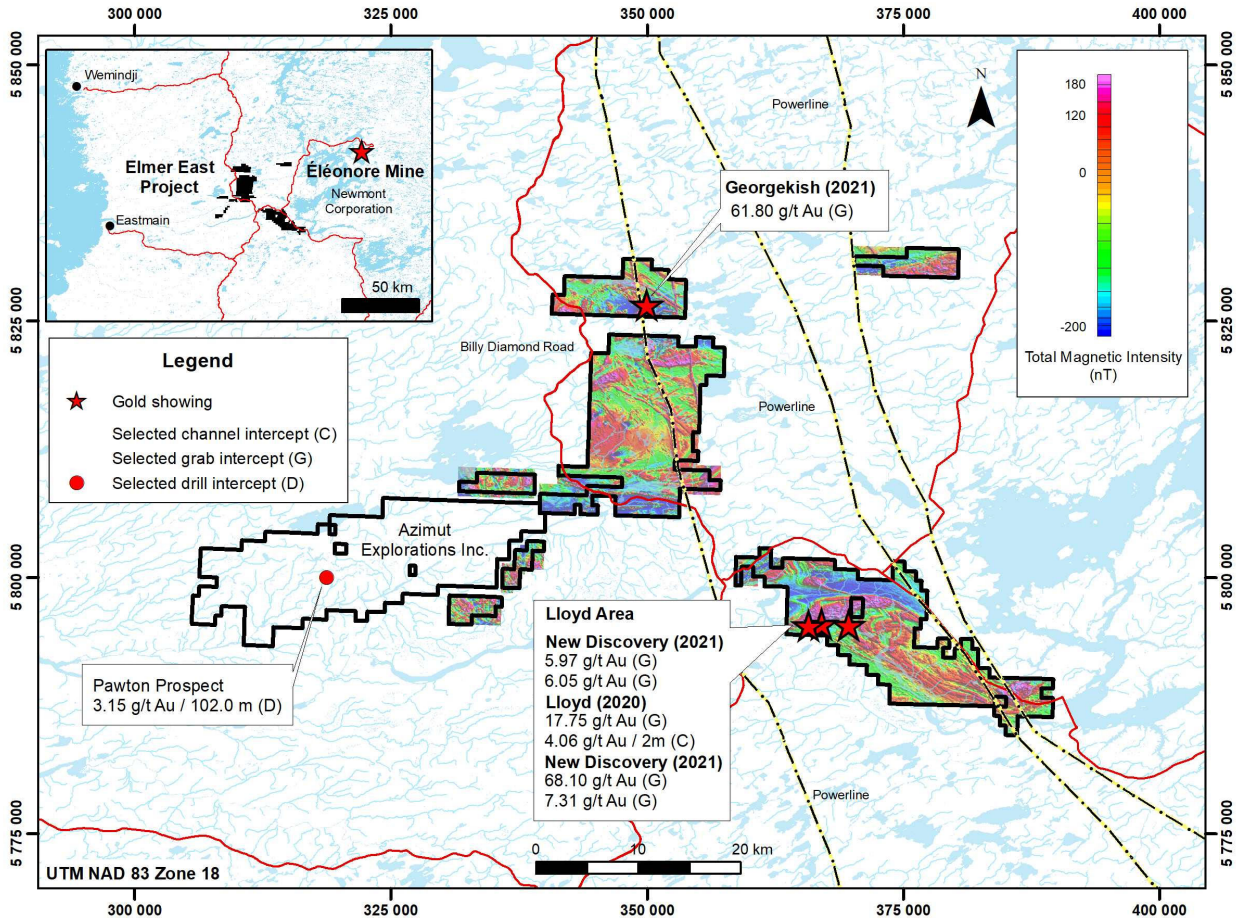 300 000
325 000
350 000
375 000
400 000
5 850 000
5 850 000
Wemindji
Elmer East
Project
Éléonore Mine
Newmont
Corporation
Eastmain
50 km
Powerline
N
180
120
0
-200
Total Magnetic Intensity
(nT)
Georgekish (2021)
61.80 g/t Au (G)
5 825 000
5 825 000
Billy Diamond Road
Powerline
Legend
Gold showing
Selected channel intercept (C)
Selected grab intercept (G)
Selected drill intercept (D)
Azimut
Explorations Inc.
5 800 000
5 800 000
Lloyd Area
New Discovery (2021)
5.97 g/t Au (G)
6.05 g/t Au (G)
Lloyd (2020)
17.75 g/t Au (G)
4.06 g/t Au / 2m (C)
New Discovery (2021)
68.10 g/t Au (G)
7.31 g/t Au (G)
Pawton Prospect
3.15 g/t Au / 102.0 m (D)
Powerline
5 775 000
5 775 000
0
10
20 km
UTM NAD 83 Zone 18
300 000
325 000
350 000
375 000
400 000